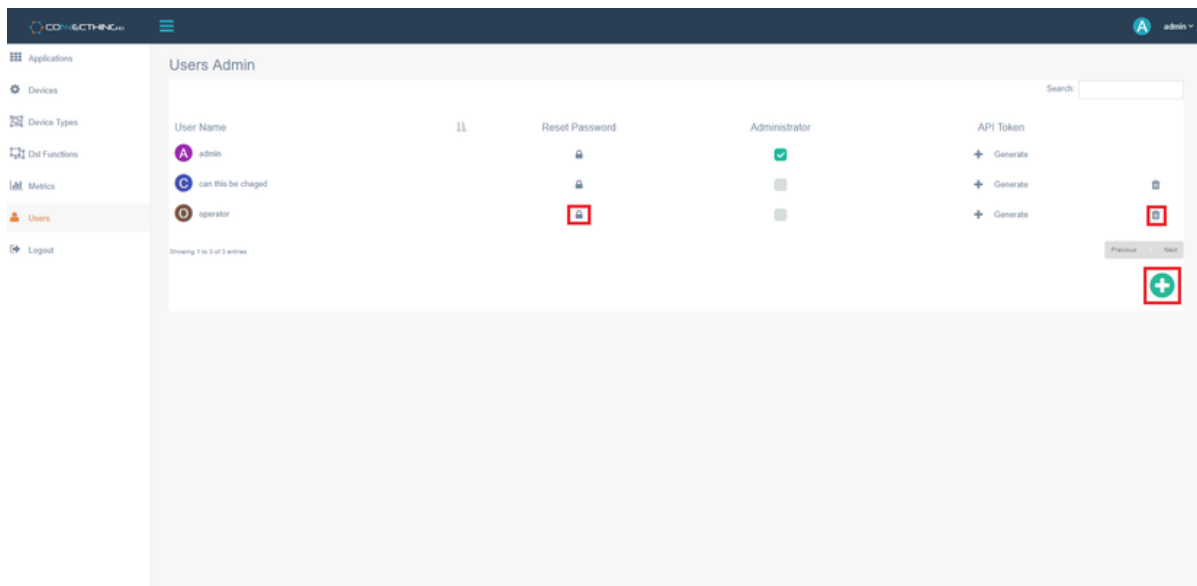 CONNECTHING
A admin
Applications
Users Admin
Devices
Search:
Device Types
User Name Reset Password Administrator API Token
Dsl Functions
A admin Generate
Metrics
C can this be chaged Generate
Users
O operator Generate
Logout
Showing 1 to 3 of 3 entries
Previous Next